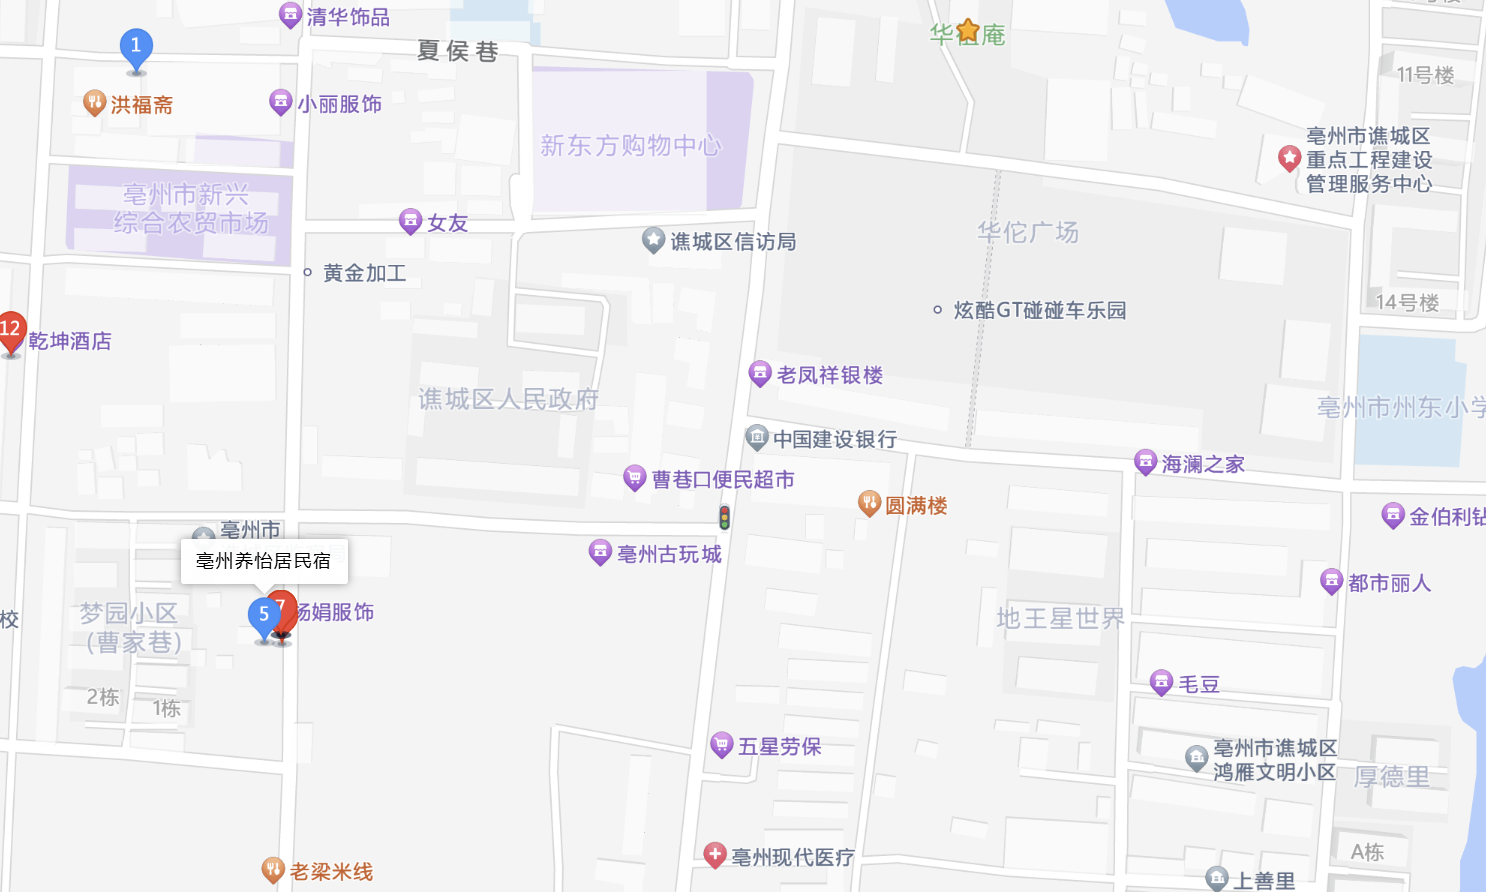 清华饰品
夏侯巷
华祖庵
1
洪福斋
小丽服饰
11号楼
新东方购物中心
亳州市谯城区
重点工程建设
管理服务中心
亳州市新兴
综合农贸市场
女友
谯城区信访局
华佗广场
黄金加工
炫酷GT碰碰车乐园
14号楼
12
乾坤酒店
老凤祥银楼
谯城区人民政府
亳州市州东小学
中国建设银行
海澜之家
曹巷口便民超市
圆满楼
金伯利钻
亳州市
亳州古玩城
亳州养怡居民宿
都市丽人
5
7
杨娟服饰
梦园小区
(曹家巷)
校
地王星世界
毛豆
2栋
1栋
五星劳保
亳州市谯城区
鸿雁文明小区
厚德里
亳州现代医疗
A栋
老梁米线
上善里